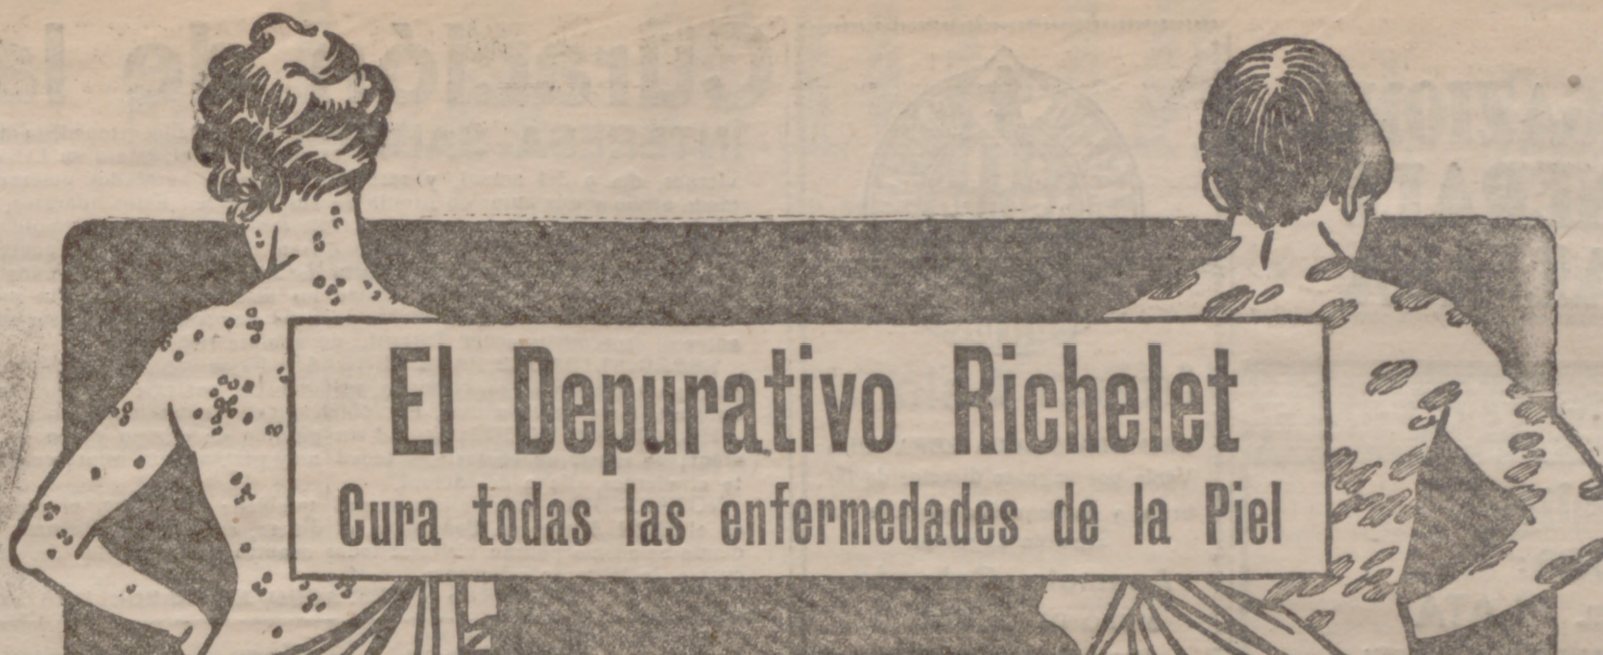 El Depurativo Richelet
Cura todas las enfermedades de la Piel